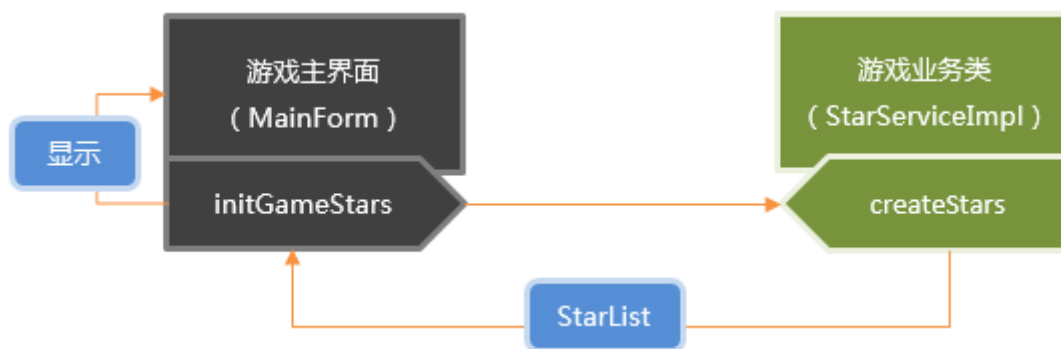 游戏主界面
（MainForm）
游戏业务类
（StarServiceImpl）
显示
initGameStars
createStars
StarList